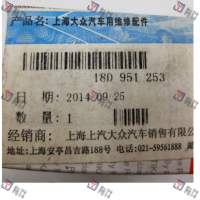 产品名：上海大众汽车用维修配件
18D 951 253
日 期：2014-09-25
数 量：1
经销商：上海上汽大众汽车销售有限公
地址：上海安亭昌吉路188号 电话：021-59561888